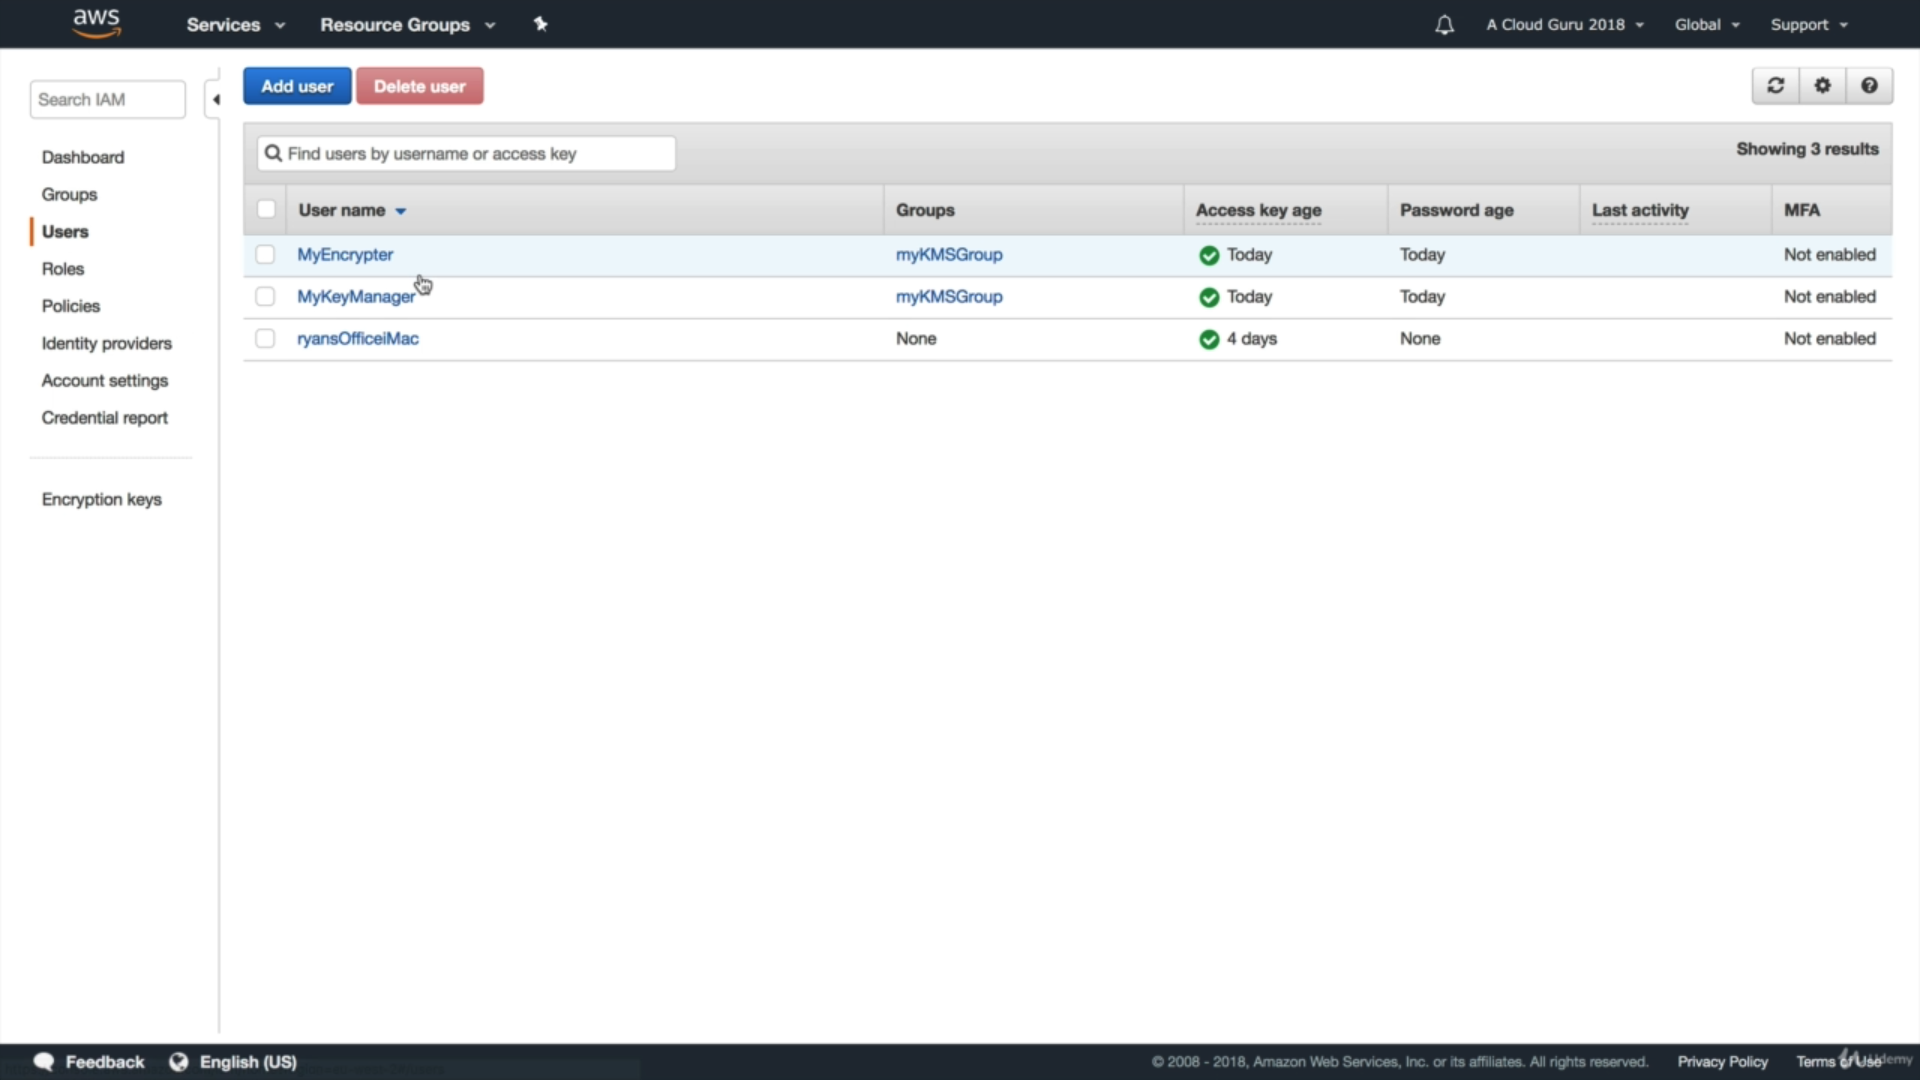 aws Services Resource Groups A Cloud Guru 2018 Global Support
Search IAM
Dashboard
Groups
Users
Roles
Policies
Identity providers
Account settings
Credential report
Encryption keys
Add user Delete user
Find users by username or access key Showing 3 results
User name Groups Access key age Password age Last activity MFA
MyEncrypter myKMSGroup Today Today Not enabled
MyKeyManager myKMSGroup Today Today Not enabled
ryansOfficeiMac None 4 days None Not enabled
Feedback English (US) © 2008 - 2018, Amazon Web Services, Inc. or its affiliates. All rights reserved. Privacy Policy Terms of Use
Udemy